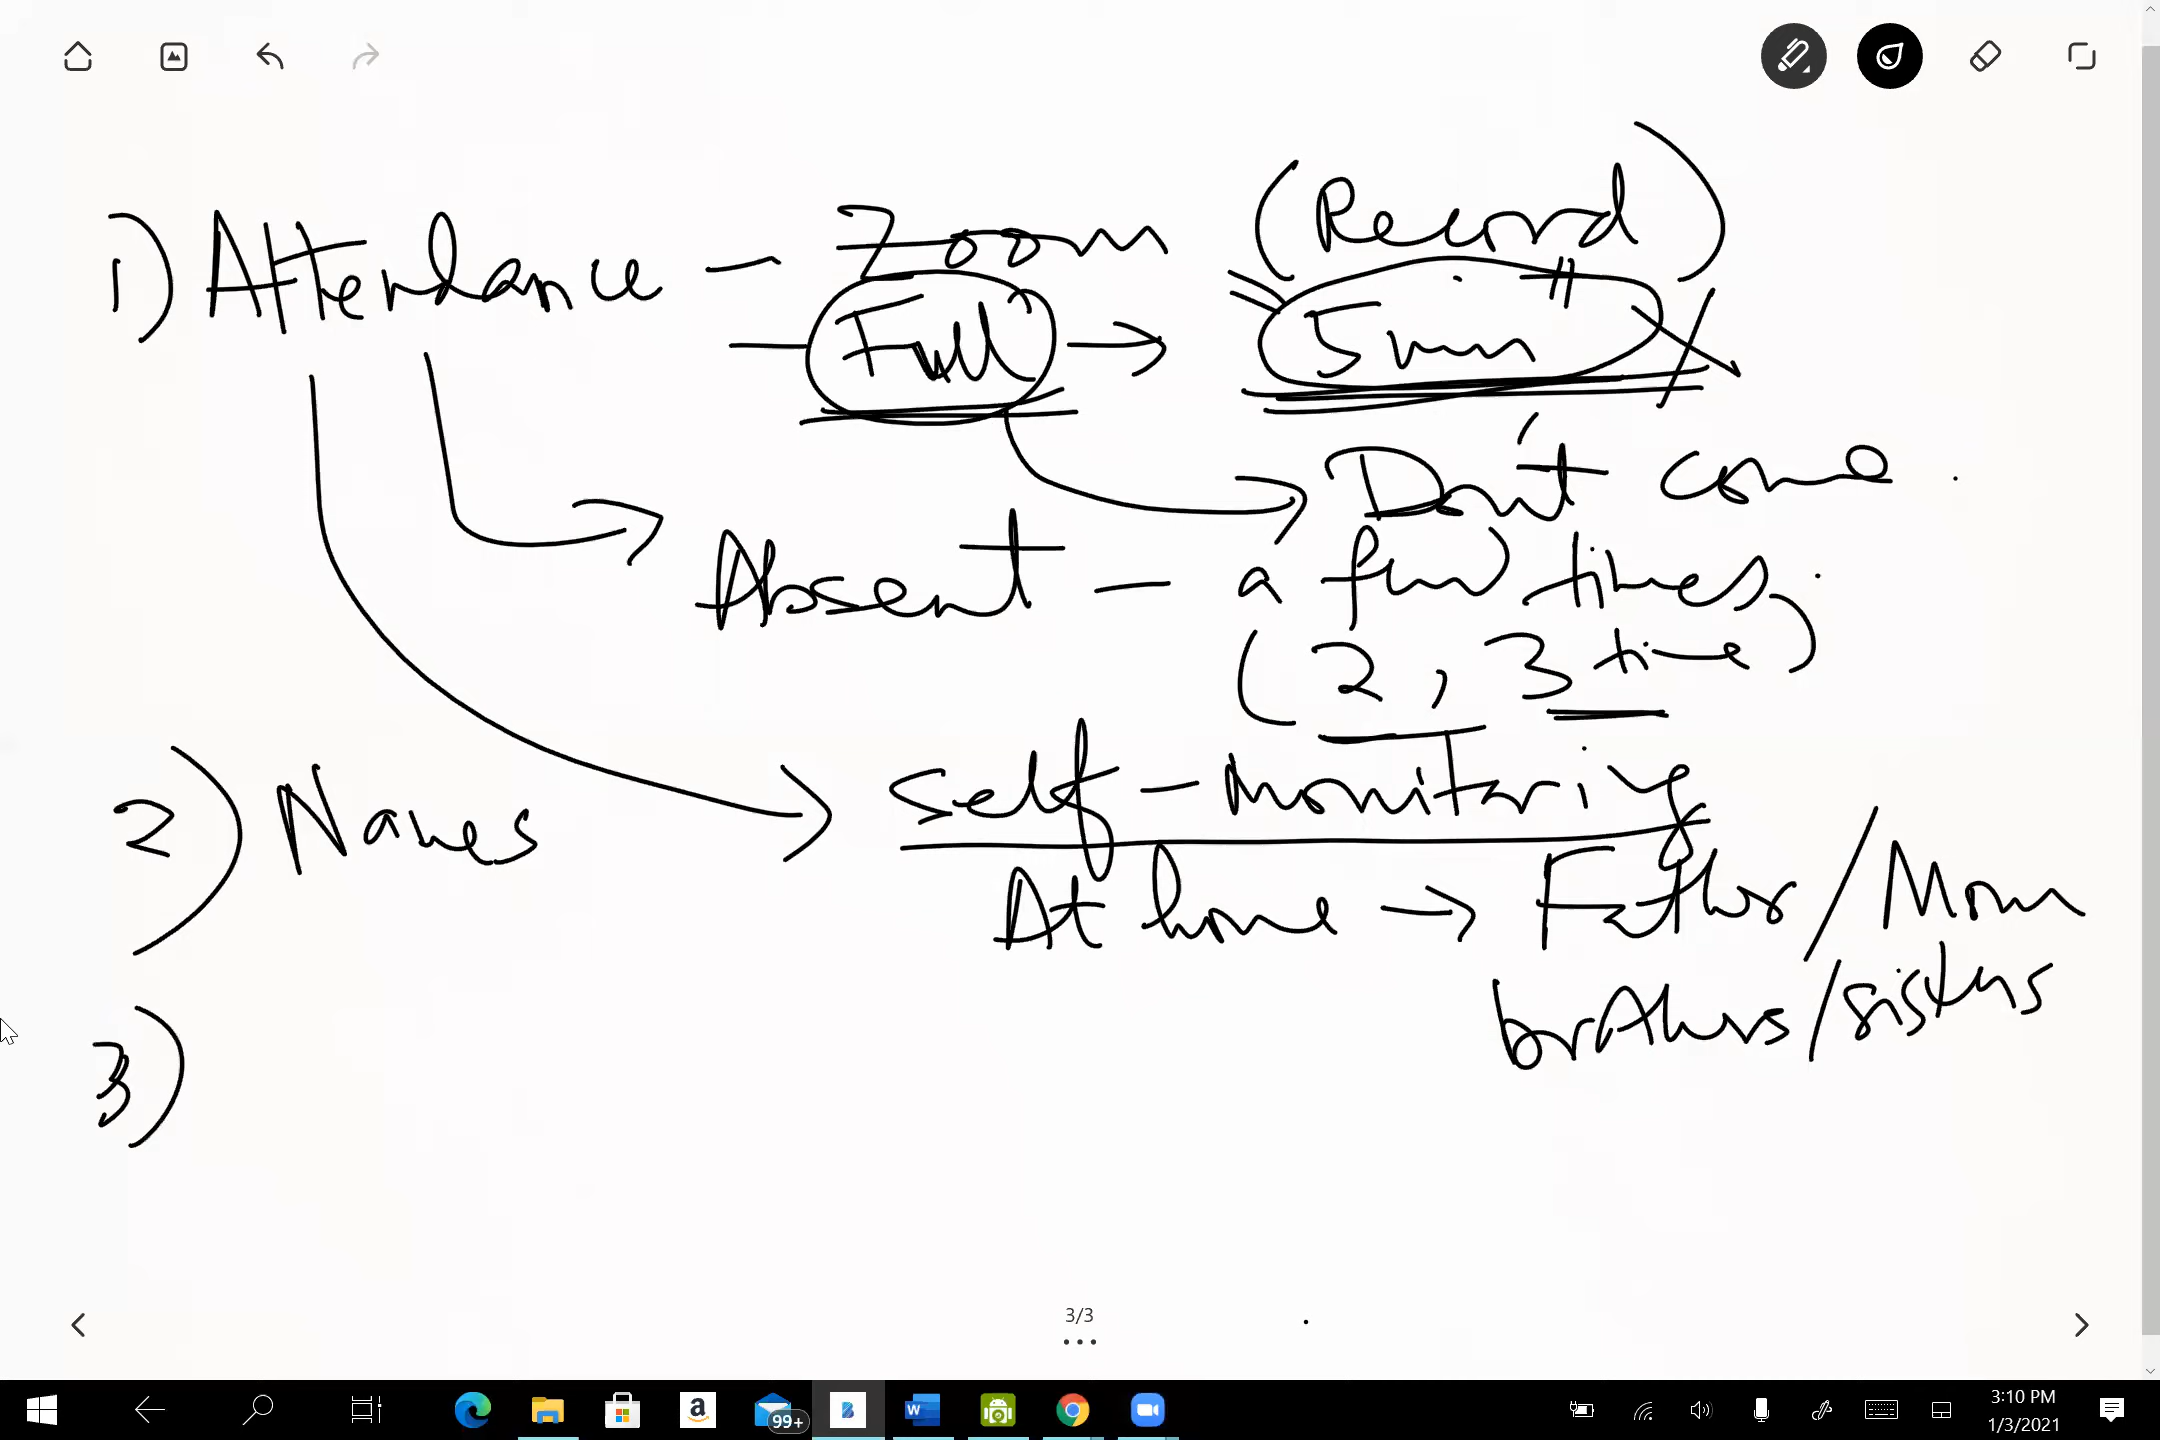 1) Attendance - Zoom (Record)
Full → 5 min
Don't come
Absent - a few times,
(2, 3 time)
2) Names
Self-monitoring
At home → Father/Mom
brothers/sisters
3)
3/3
99+
3:10 PM
1/3/2021